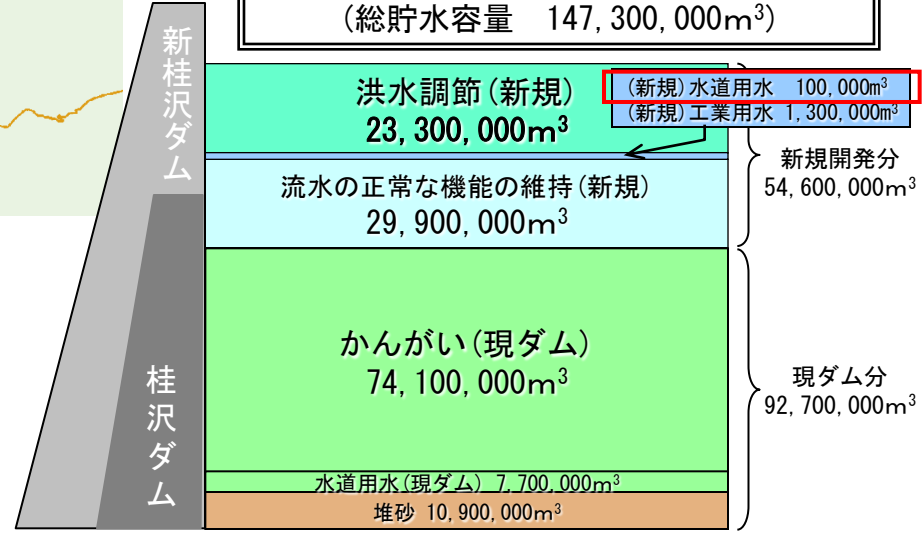 (総貯水容量　147,300,000m³)
新桂沢ダム
洪水調節(新規)
23,300,000m³
(新規)水道用水　100,000m³
(新規)工業用水 1,300,000m³
流水の正常な機能の維持(新規)
29,900,000m³
新規開発分
54,600,000m³
桂沢ダム
かんがい(現ダム)
74,100,000m³
現ダム分
92,700,000m³
水道用水(現ダム) 7,700,000m³
堆砂 10,900,000m³